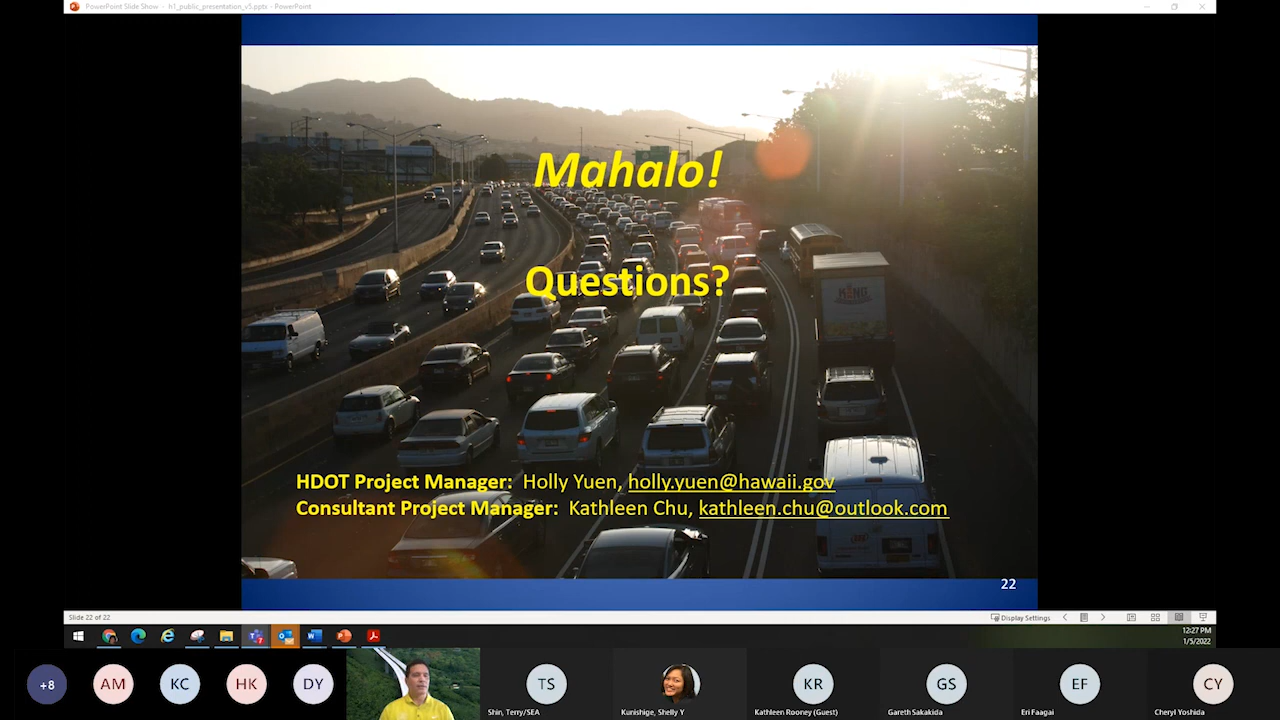 PowerPoint Slide Show - h1_public_presentation_v5.pptx - PowerPoint
Mahalo!
Questions?
KING
HDOT Project Manager: Holly Yuen, holly.yuen@hawaii.gov
Consultant Project Manager: Kathleen Chu, kathleen.chu@outlook.com
22
Slide 22 of 22
Display Settings
12:27 PM
1/5/2022
+8
AM
KC
HK
DY
TS
KR
GS
EF
CY
Shin, Terry/SEA
Kunishige, Shelly Y
Kathleen Rooney (Guest)
Gareth Sakakida
Eri Faagai
Cheryl Yoshida